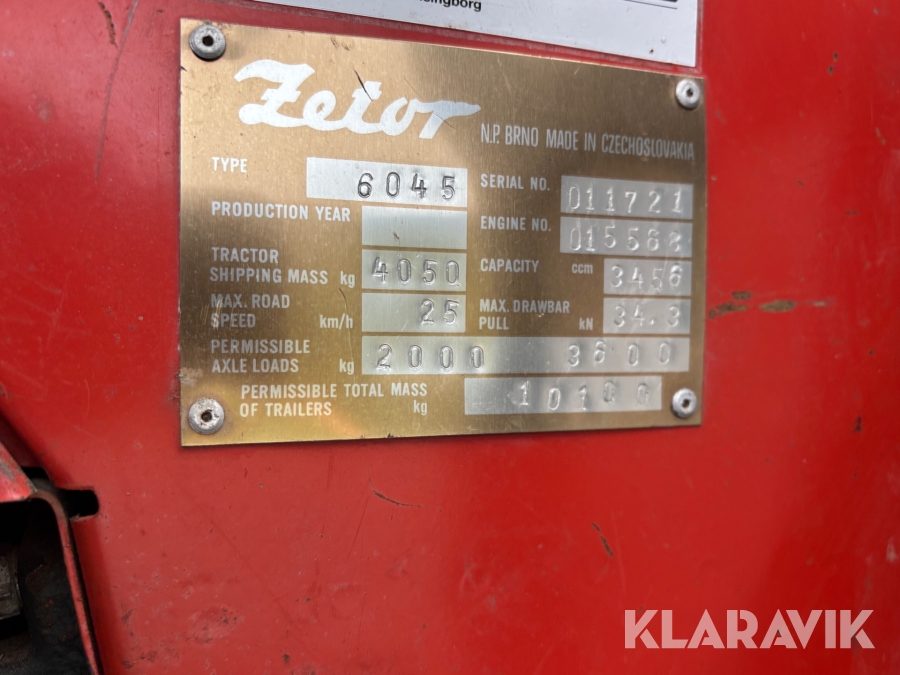 Zetor
N.P. BRNO MADE IN CZECHOSLOVAKIA
TYPE 6045
SERIAL NO. 011721
PRODUCTION YEAR
ENGINE NO. 015568
TRACTOR SHIPPING MASS kg 4050
CAPACITY ccm 3456
MAX. ROAD SPEED km/h 25
MAX. DRAWBAR PULL kN 34.3
PERMISSIBLE AXLE LOADS kg 2000 3600
PERMISSIBLE TOTAL MASS OF TRAILERS kg 10100
KLARAVIK